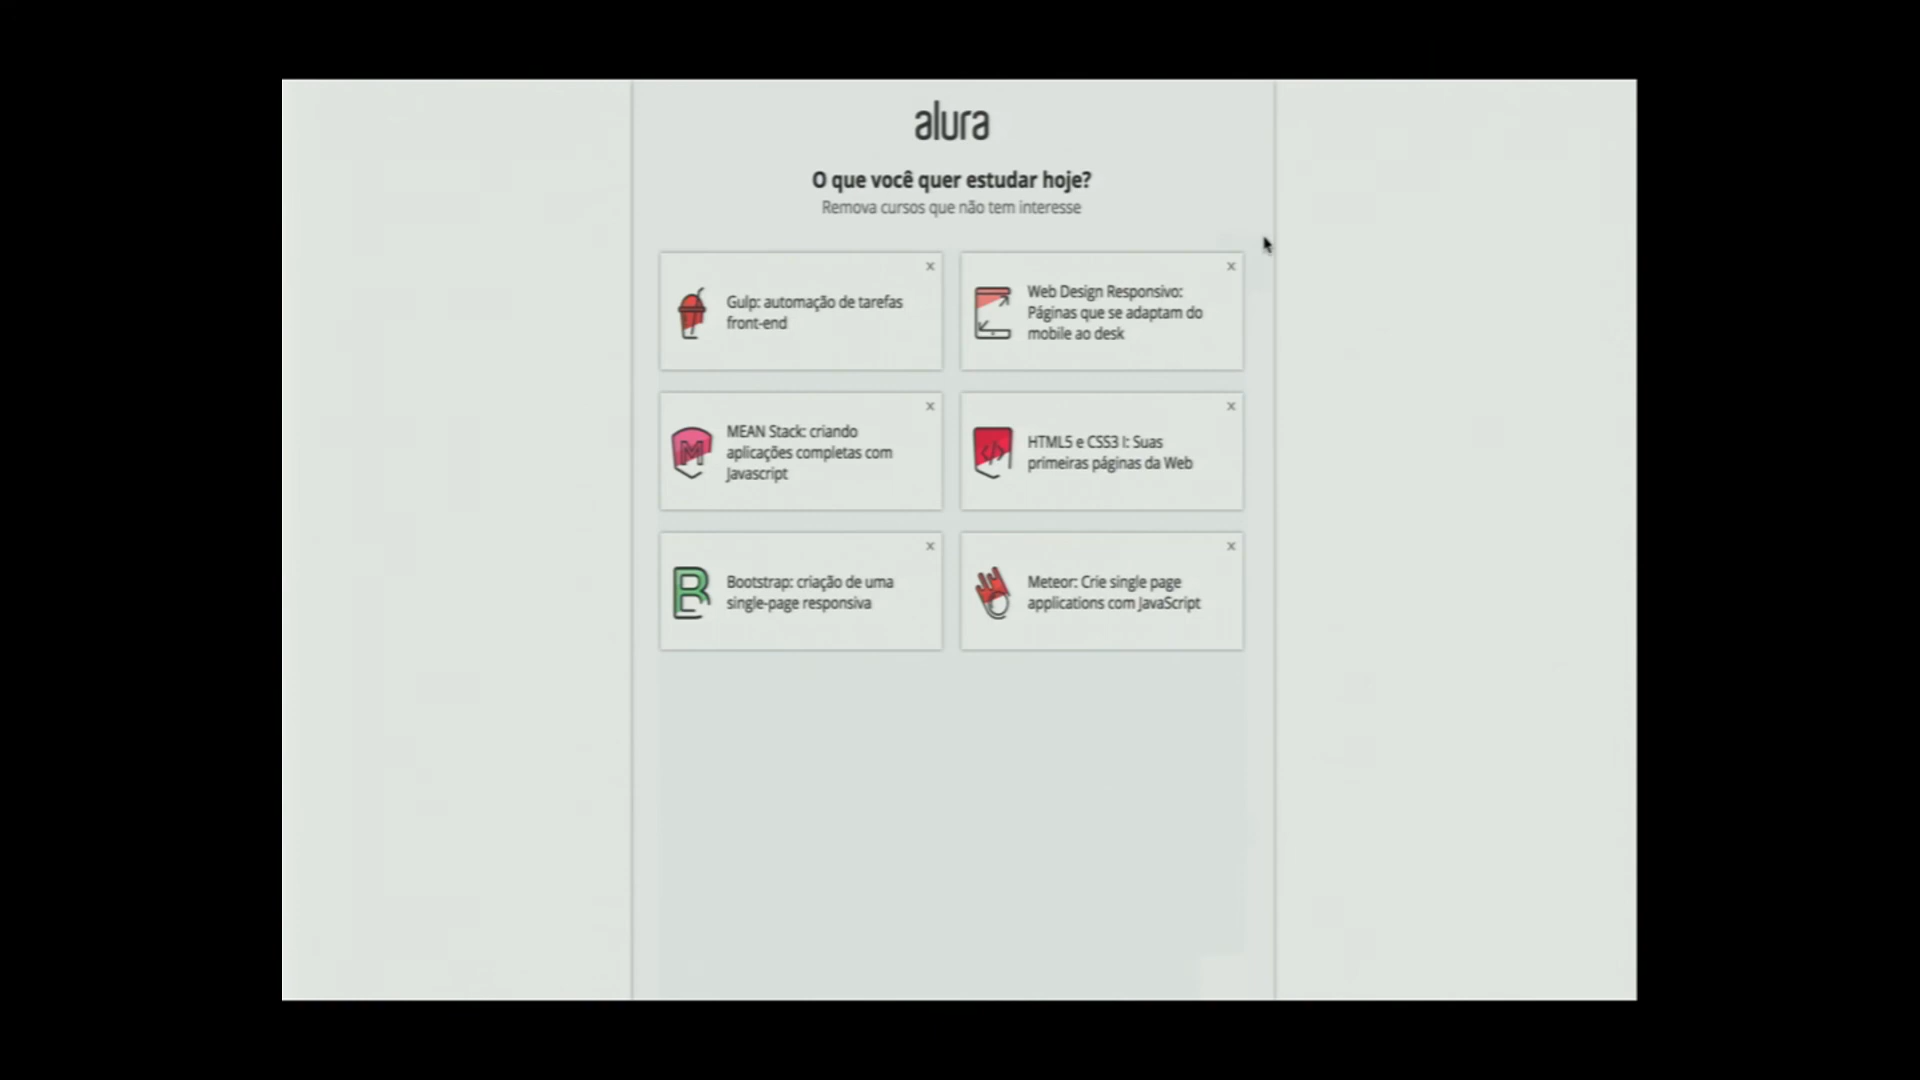 alura
O que você quer estudar hoje?
Remova cursos que não tem interesse
x
Gulp: automação de tarefas
front-end
x
Web Design Responsivo:
Páginas que se adaptam do
mobile ao desk
x
MEAN Stack: criando
aplicações completas com
Javascript
x
HTML5 e CSS3 I: Suas
primeiras páginas da Web
x
Bootstrap: criação de uma
single-page responsiva
x
Meteor: Crie single page
applications com JavaScript